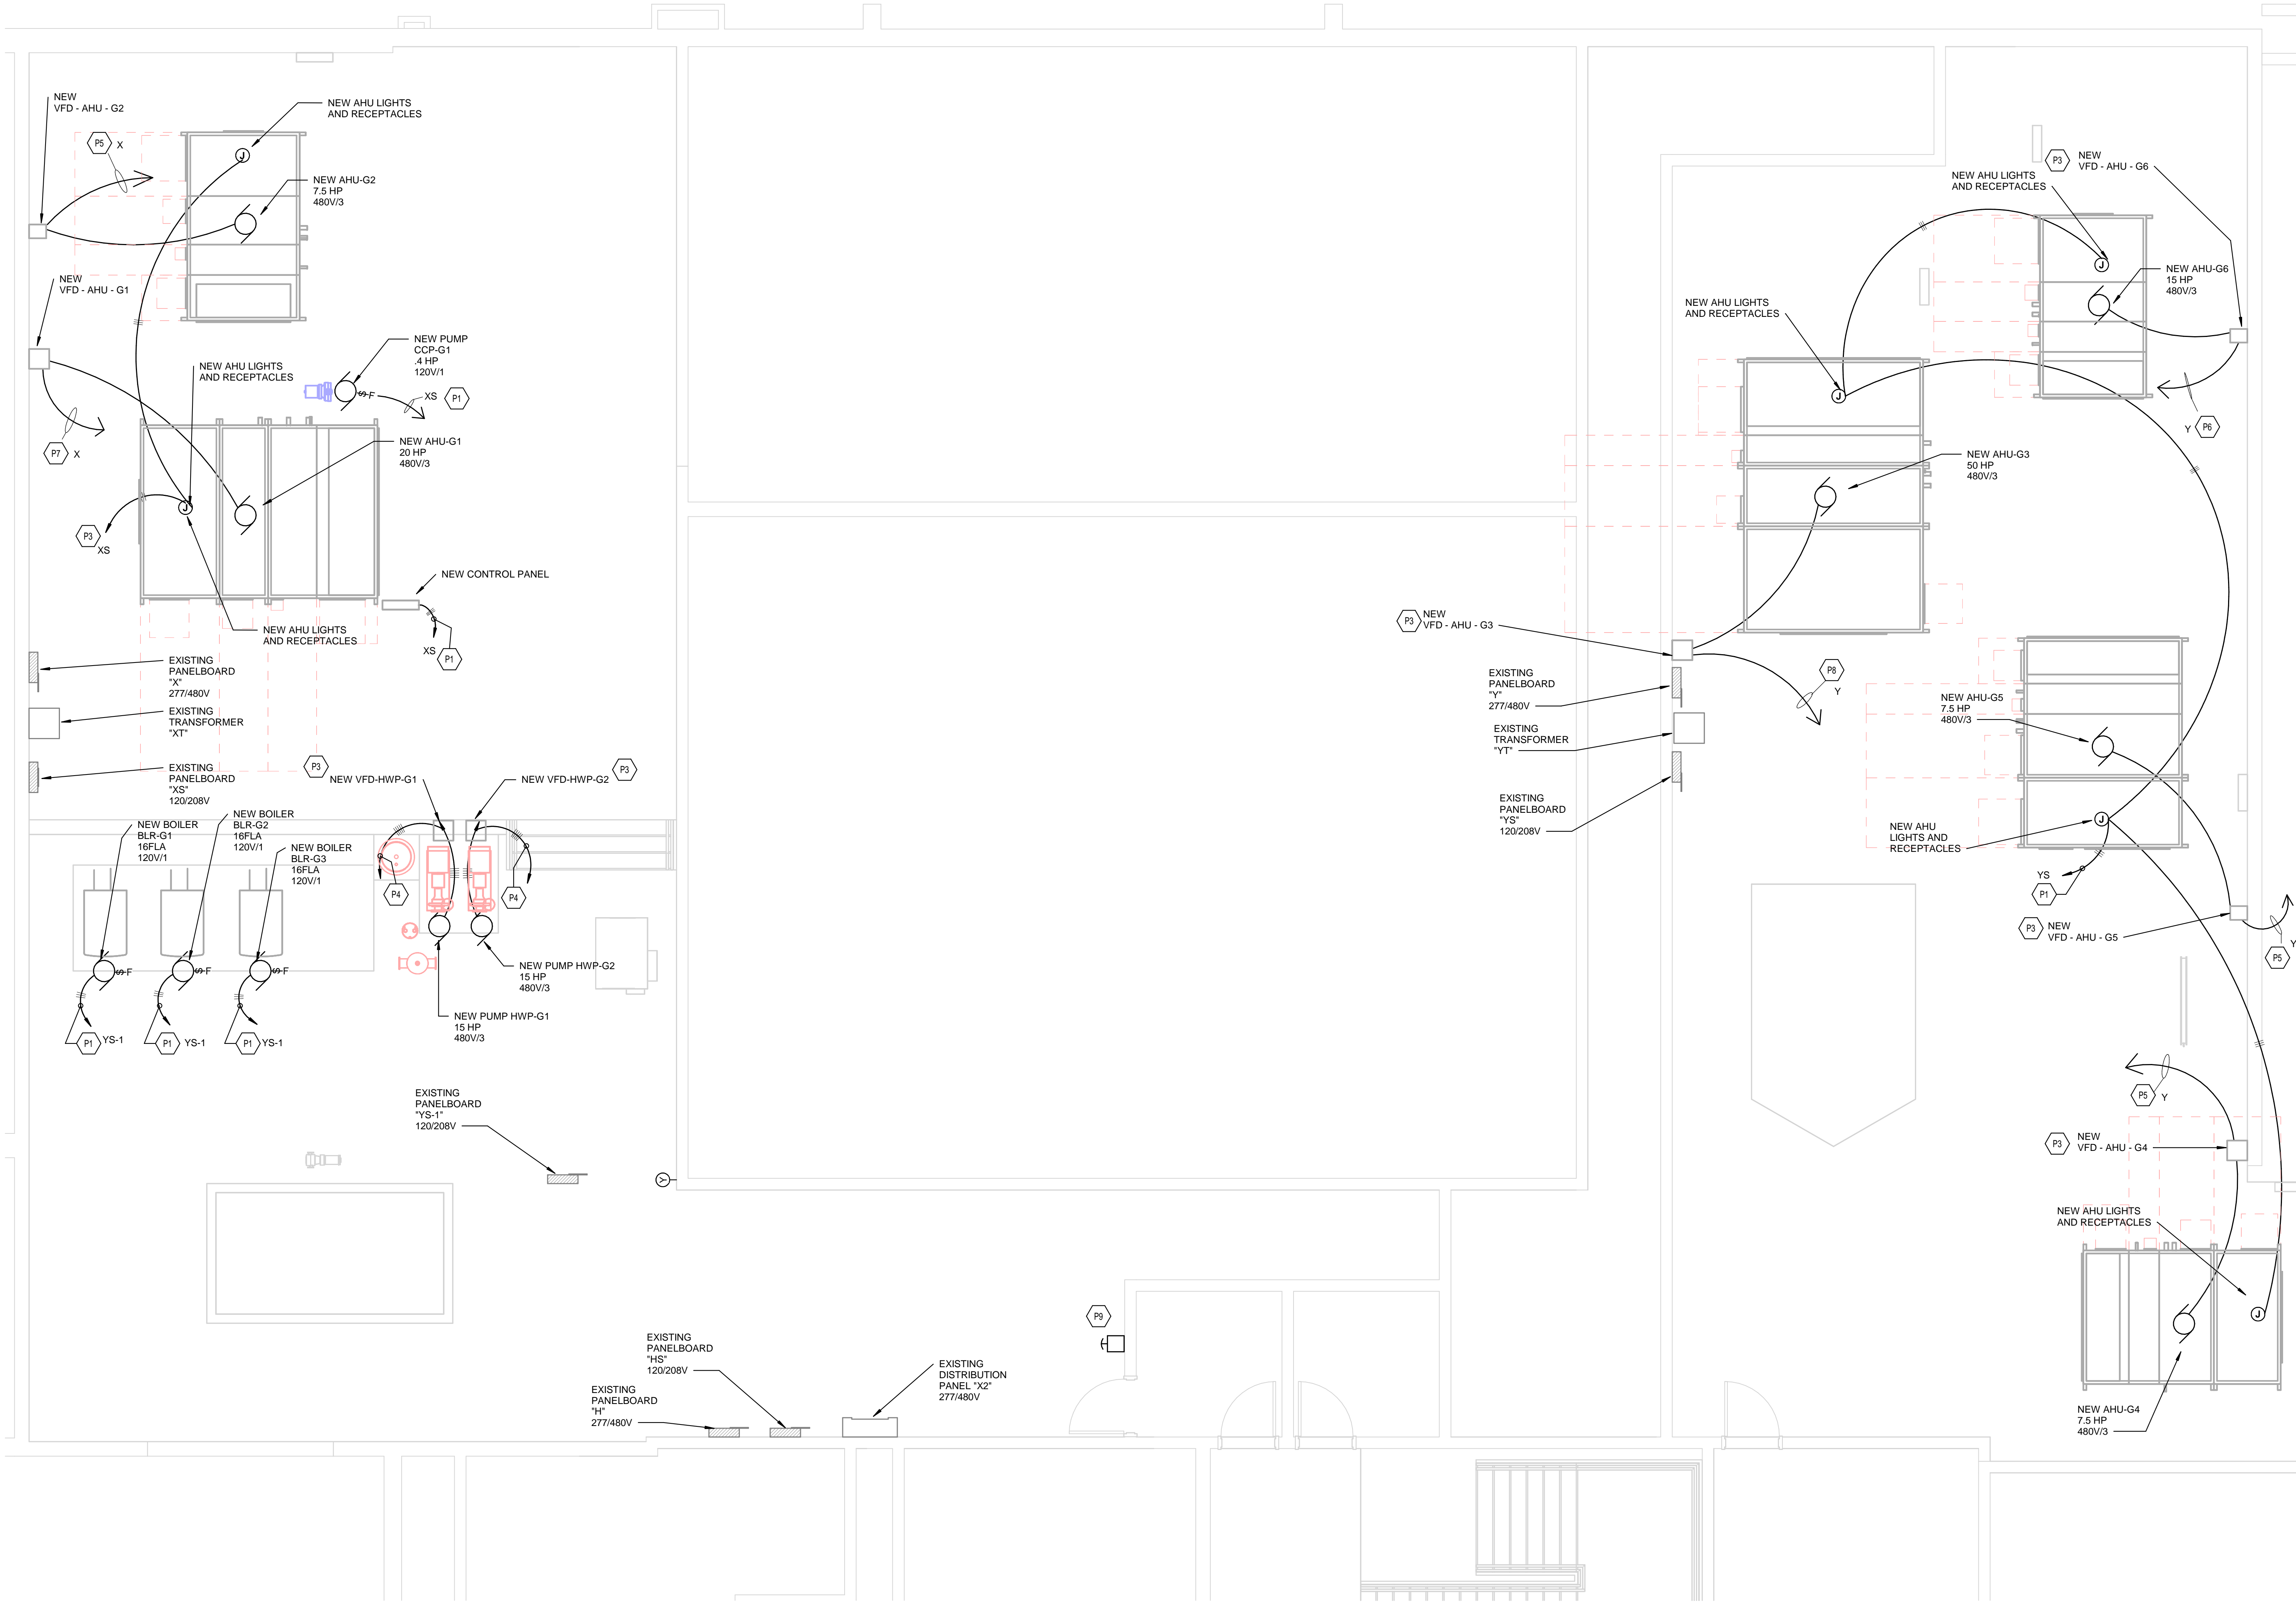 NEW
VFD - AHU - G2
P5
X
NEW AHU LIGHTS
AND RECEPTACLES
J
NEW AHU-G2
7.5 HP
480V/3
NEW
VFD - AHU - G1
P7
X
NEW AHU LIGHTS
AND RECEPTACLES
NEW PUMP
CCP-G1
.4 HP
120V/1
S F
XS
P1
NEW AHU-G1
20 HP
480V/3
J
P3
XS
NEW CONTROL PANEL
XS
P1
NEW AHU LIGHTS
AND RECEPTACLES
EXISTING
PANELBOARD
"X"
277/480V
EXISTING
TRANSFORMER
"XT"
EXISTING
PANELBOARD
"XS"
120/208V
P3
NEW VFD-HWP-G1
NEW VFD-HWP-G2
P3
NEW BOILER
BLR-G1
16FLA
120V/1
NEW BOILER
BLR-G2
16FLA
120V/1
NEW BOILER
BLR-G3
16FLA
120V/1
P4
P4
S F
S F
S F
P1
YS-1
P1
YS-1
P1
YS-1
NEW PUMP HWP-G2
15 HP
480V/3
NEW PUMP HWP-G1
15 HP
480V/3
EXISTING
PANELBOARD
"YS-1"
120/208V
Y
P9
EXISTING
PANELBOARD
"HS"
120/208V
EXISTING
PANELBOARD
"H"
277/480V
EXISTING
DISTRIBUTION
PANEL "X2"
277/480V
P3
NEW
VFD - AHU - G6
NEW AHU LIGHTS
AND RECEPTACLES
J
NEW AHU-G6
15 HP
480V/3
NEW AHU LIGHTS
AND RECEPTACLES
J
Y
P6
NEW AHU-G3
50 HP
480V/3
P3
NEW
VFD - AHU - G3
P8
Y
EXISTING
PANELBOARD
"Y"
277/480V
EXISTING
TRANSFORMER
"YT"
EXISTING
PANELBOARD
"YS"
120/208V
NEW AHU-G5
7.5 HP
480V/3
NEW AHU
LIGHTS AND
RECEPTACLES
J
YS
P1
P3
NEW
VFD - AHU - G5
Y
P5
P5
Y
P3
NEW
VFD - AHU - G4
NEW AHU LIGHTS
AND RECEPTACLES
J
NEW AHU-G4
7.5 HP
480V/3